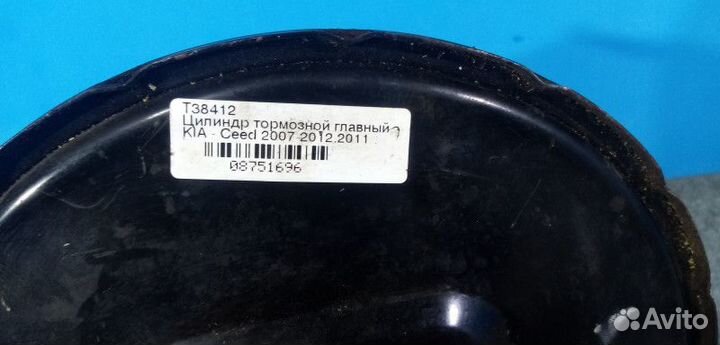 T38412
Цилиндр тормозной главный
KIA - Ceed 2007 2012.2011
08751696
Avito